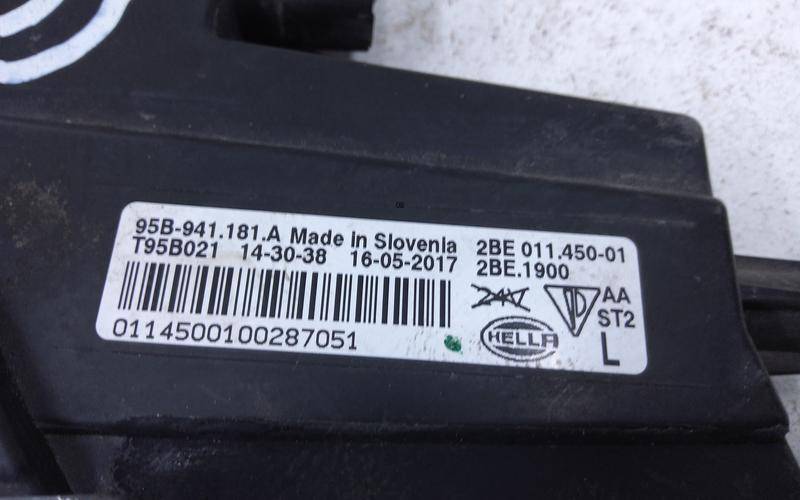 95B-941.181.A Made in Slovenia 2BE 011.450-01
T95B021 14-30-38 16-05-2017 2BE.1900
24V AA
ST2
HELLA L
0114500100287051